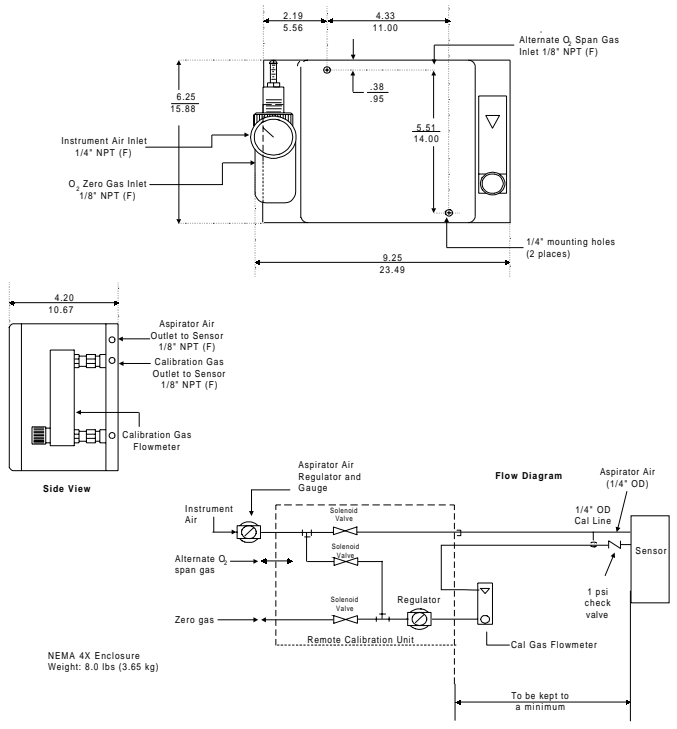 2.19
5.56
4.33
11.00
Alternate O2 Span Gas
Inlet 1/8" NPT (F)
6.25
15.88
.38
.95
5.51
14.00
Instrument Air Inlet
1/4" NPT (F)
O2 Zero Gas Inlet
1/8" NPT (F)
1/4" mounting holes
(2 places)
9.25
23.49
4.20
10.67
Aspirator Air
Outlet to Sensor
1/8" NPT (F)
Calibration Gas
Outlet to Sensor
1/8" NPT (F)
Calibration Gas
Flowmeter
Side View
Flow Diagram
Aspirator Air
Regulator and
Gauge
Aspirator Air
(1/4" OD)
Instrument
Air
Solenoid
Valve
1/4" OD
Cal Line
Sensor
Alternate O2
span gas
Solenoid
Valve
1 psi
check
valve
Zero gas
Solenoid
Valve
Regulator
Remote Calibration Unit
Cal Gas Flowmeter
NEMA 4X Enclosure
Weight: 8.0 lbs (3.65 kg)
To be kept to
a minimum